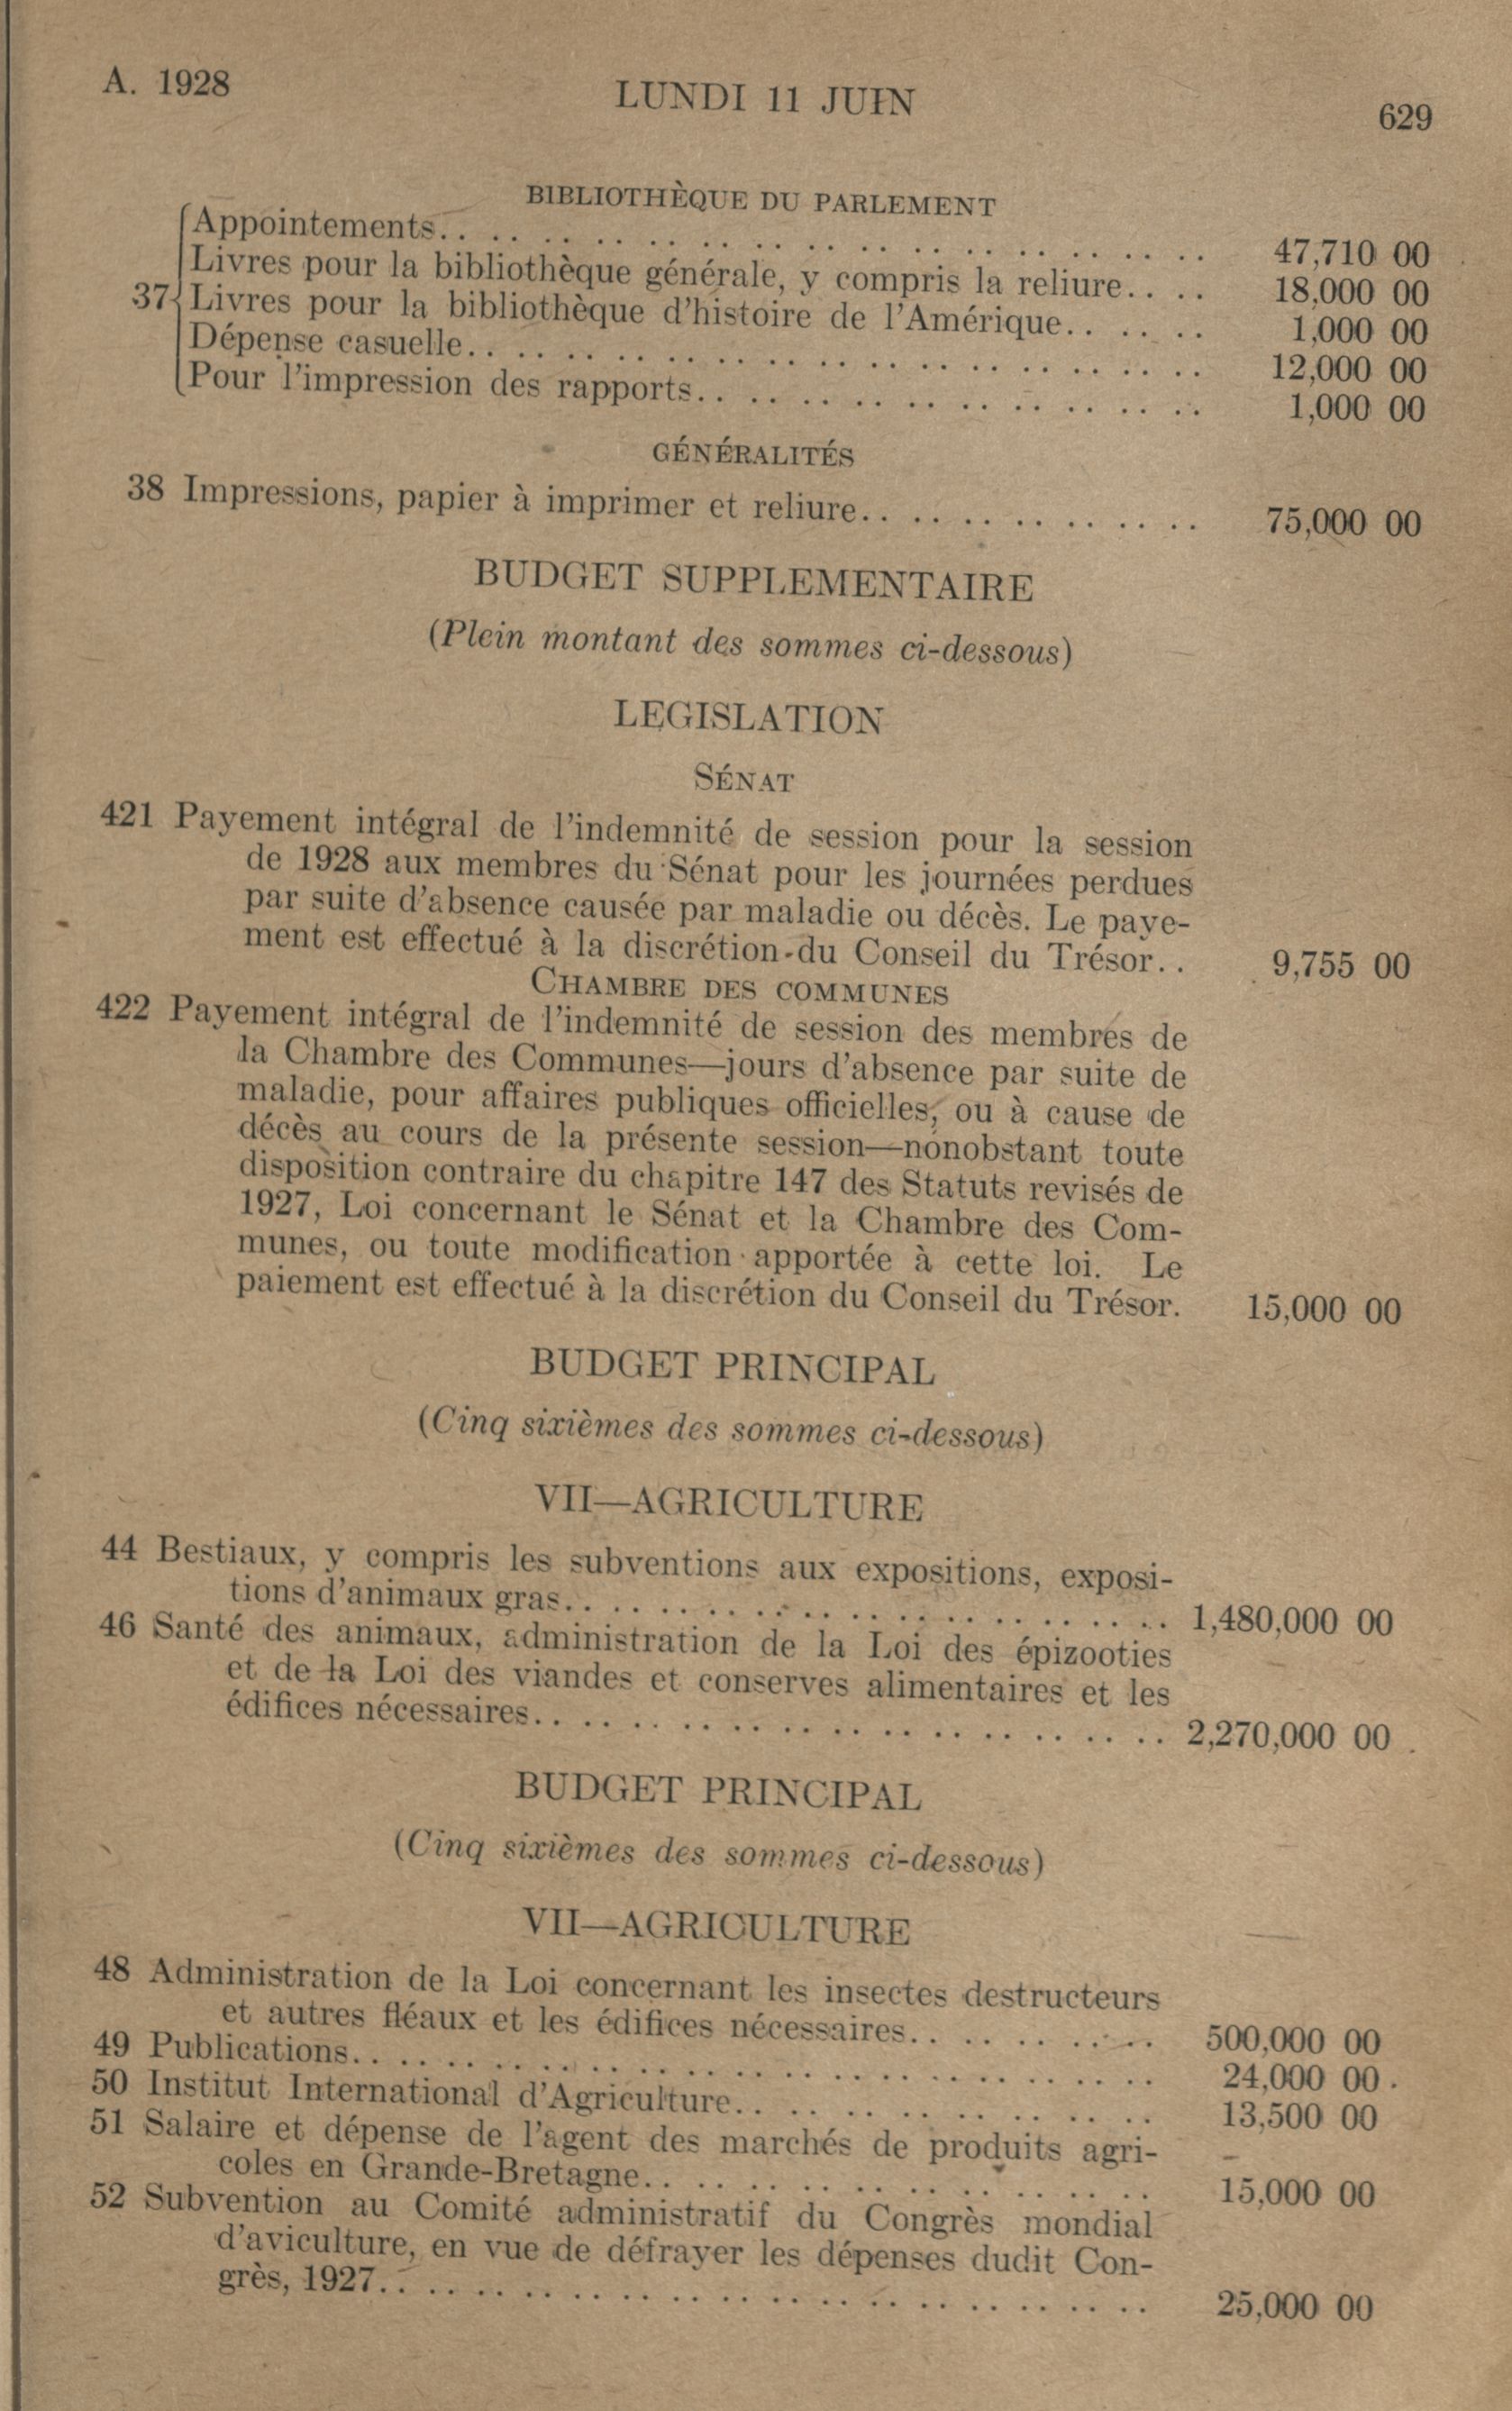 A. 1928
LUNDI 11 JUIN
629
BIBLIOTHÈQUE DU PARLEMENT
Appointements.. .. .. .. .. .. .. .. .. .. .. .. .. .. .. 47,710 00
Livres pour la bibliothèque générale, y compris la reliure.. .. 18,000 00
37 Livres pour la bibliothèque d'histoire de l'Amérique.. .. .. 1,000 00
Dépense casuelle.. .. .. .. .. .. .. .. .. .. .. .. .. .. .. 12,000 00
Pour l'impression des rapports.. .. .. .. .. .. .. .. .. .. 1,000 00
GÉNÉRALITÉS
38 Impressions, papier à imprimer et reliure.. .. .. .. .. .. .. 75,000 00
BUDGET SUPPLEMENTAIRE
(Plein montant des sommes ci-dessous)
LEGISLATION
SÉNAT
421 Payement intégral de l'indemnité de session pour la session
de 1928 aux membres du Sénat pour les journées perdues
par suite d'absence causée par maladie ou décès. Le paye-
ment est effectué à la discrétion du Conseil du Trésor.. 9,755 00
CHAMBRE DES COMMUNES
422 Payement intégral de l'indemnité de session des membres de
la Chambre des Communes—jours d'absence par suite de
maladie, pour affaires publiques officielles, ou à cause de
décès au cours de la présente session—nonobstant toute
disposition contraire du chapitre 147 des Statuts revisés de
1927, Loi concernant le Sénat et la Chambre des Com-
munes, ou toute modification apportée à cette loi. Le
paiement est effectué à la discrétion du Conseil du Trésor. 15,000 00
BUDGET PRINCIPAL
(Cinq sixièmes des sommes ci-dessous)
VII—AGRICULTURE
44 Bestiaux, y compris les subventions aux expositions, exposi-
tions d'animaux gras.. .. .. .. .. .. .. .. .. .. .. .. .. 1,480,000 00
46 Santé des animaux, administration de la Loi des épizooties
et de la Loi des viandes et conserves alimentaires et les
édifices nécessaires.. .. .. .. .. .. .. .. .. .. .. .. .. 2,270,000 00
BUDGET PRINCIPAL
(Cinq sixièmes des sommes ci-dessous)
VII—AGRICULTURE
48 Administration de la Loi concernant les insectes destructeurs
et autres fléaux et les édifices nécessaires.. .. .. .. .. 500,000 00
49 Publications.. .. .. .. .. .. .. .. .. .. .. .. .. .. .. .. 24,000 00
50 Institut International d'Agriculture.. .. .. .. .. .. .. .. .. 13,500 00
51 Salaire et dépense de l'agent des marchés de produits agri-
coles en Grande-Bretagne.. .. .. .. .. .. .. .. .. .. 15,000 00
52 Subvention au Comité administratif du Congrès mondial
d'aviculture, en vue de défrayer les dépenses dudit Con-
grès, 1927.. .. .. .. .. .. .. .. .. .. .. .. .. .. .. .. 25,000 00